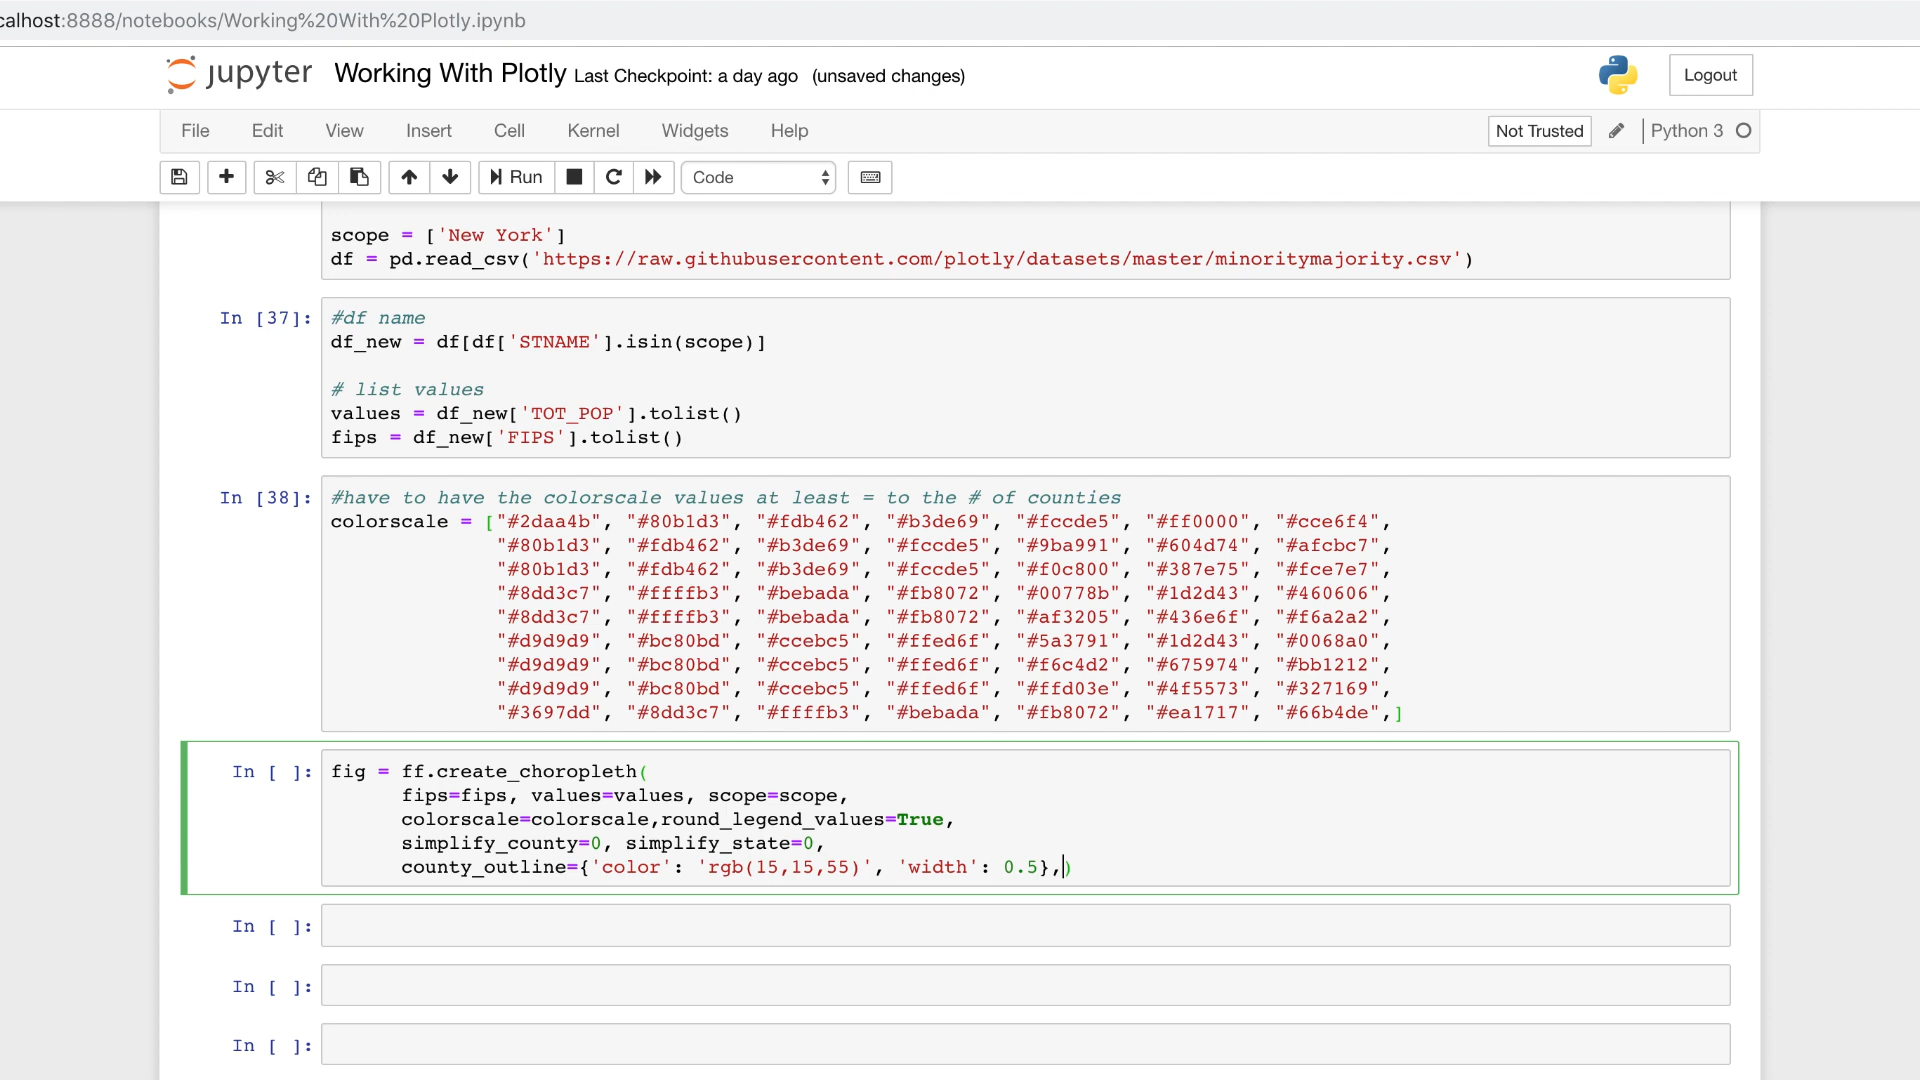 calhost:8888/notebooks/Working%20With%20Plotly.ipynb
jupyter Working With Plotly Last Checkpoint: a day ago (unsaved changes) Logout
File Edit View Insert Cell Kernel Widgets Help Not Trusted Python 3
Run Code
scope = ['New York']
df = pd.read_csv('https://raw.githubusercontent.com/plotly/datasets/master/minoritymajority.csv')
In [37]: #df name
df_new = df[df['STNAME'].isin(scope)]
# list values
values = df_new['TOT_POP'].tolist()
fips = df_new['FIPS'].tolist()
In [38]: #have to have the colorscale values at least = to the # of counties
colorscale = ["#2daa4b", "#80b1d3", "#fdb462", "#b3de69", "#fccde5", "#ff0000", "#cce6f4",
"#80b1d3", "#fdb462", "#b3de69", "#fccde5", "#9ba991", "#604d74", "#afcbc7",
"#80b1d3", "#fdb462", "#b3de69", "#fccde5", "#f0c800", "#387e75", "#fce7e7",
"#8dd3c7", "#ffffb3", "#bebada", "#fb8072", "#00778b", "#1d2d43", "#460606",
"#8dd3c7", "#ffffb3", "#bebada", "#fb8072", "#af3205", "#436e6f", "#f6a2a2",
"#d9d9d9", "#bc80bd", "#ccebc5", "#ffed6f", "#5a3791", "#1d2d43", "#0068a0",
"#d9d9d9", "#bc80bd", "#ccebc5", "#ffed6f", "#f6c4d2", "#675974", "#bb1212",
"#d9d9d9", "#bc80bd", "#ccebc5", "#ffed6f", "#ffd03e", "#4f5573", "#327169",
"#3697dd", "#8dd3c7", "#ffffb3", "#bebada", "#fb8072", "#ea1717", "#66b4de",]
In [ ]: fig = ff.create_choropleth(
fips=fips, values=values, scope=scope,
colorscale=colorscale,round_legend_values=True,
simplify_county=0, simplify_state=0,
county_outline={'color': 'rgb(15,15,55)', 'width': 0.5},)
In [ ]:
In [ ]:
In [ ]: